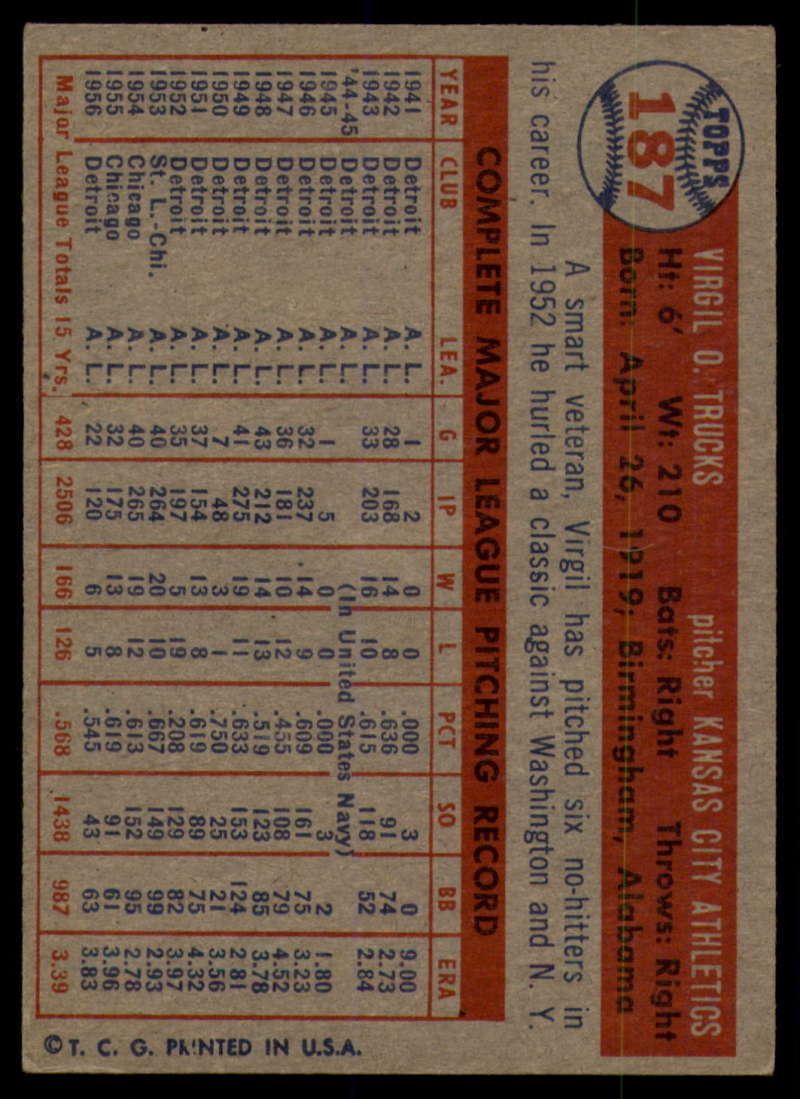 TOPPS
187
VIRGIL O. TRUCKS pitcher KANSAS CITY ATHLETICS
Ht: 6' Wt: 210 Bats: Right Throws: Right
Born: April 26, 1919; Birmingham, Alabama
A smart veteran, Virgil has pitched six no-hitters in
his career. In 1952 he hurled a classic against Washington and N. Y.
COMPLETE MAJOR LEAGUE PITCHING RECORD
YEAR CLUB LEA. G IP W L PCT SO BB ERA
1941 Detroit A. L. 1 2 0 0 .000 3 0 9.00
1942 Detroit A. L. 28 168 14 8 .636 91 74 2.73
1943 Detroit A. L. 33 203 16 10 .615 118 52 2.84
'44-45 Detroit A. L. (In United States Navy)
1945 Detroit A. L. 1 5 0 0 .000 3 2 1.80
1946 Detroit A. L. 32 237 14 9 .609 161 75 3.23
1947 Detroit A. L. 36 181 10 12 .455 108 79 4.52
1948 Detroit A. L. 43 212 14 13 .519 123 85 3.78
1949 Detroit A. L. 41 275 19 11 .633 153 124 2.81
1950 Detroit A. L. 7 48 3 1 .750 25 21 3.56
1951 Detroit A. L. 37 154 13 8 .619 89 75 4.32
1952 Detroit A. L. 35 197 5 19 .208 129 82 3.97
1953 St. L.-Chi. A. L. 40 264 20 10 .667 149 99 2.93
1954 Chicago A. L. 40 265 19 12 .613 152 95 2.78
1955 Chicago A. L. 32 175 13 8 .619 91 61 3.96
1956 Detroit A. L. 22 120 6 5 .545 43 63 3.83
Major League Totals 15 Yrs. 428 2506 166 126 .568 1438 987 3.39
© T. C. G. PRINTED IN U.S.A.